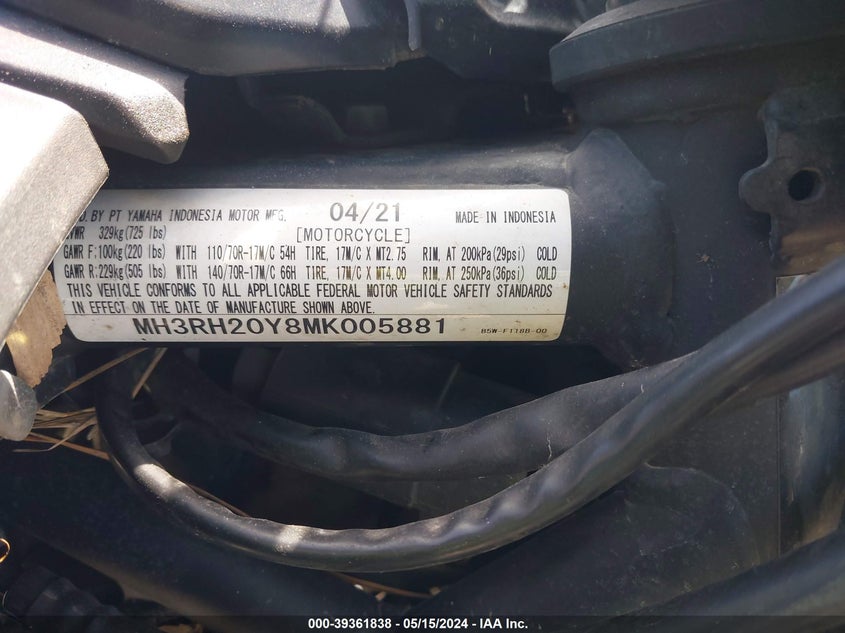 BY PT YAMAHA INDONESIA MOTOR MFG. 04/21 MADE IN INDONESIA
329kg(725 lbs) [MOTORCYCLE]
GAWR F:100kg(220 lbs) WITH 110/70R-17M/C 54H TIRE, 17M/C X MT2.75 RIM, AT 200kPa(29psi) COLD
GAWR R:229kg(505 lbs) WITH 140/70R-17M/C 66H TIRE, 17M/C X MT4.00 RIM, AT 250kPa(36psi) COLD
THIS VEHICLE CONFORMS TO ALL APPLICABLE FEDERAL MOTOR VEHICLE SAFETY STANDARDS
IN EFFECT ON THE DATE OF MANUFACTURE SHOWN ABOVE.
MH3RH20Y8MK005881 B5W-F118B-00
000-39361838 - 05/15/2024 - IAA Inc.